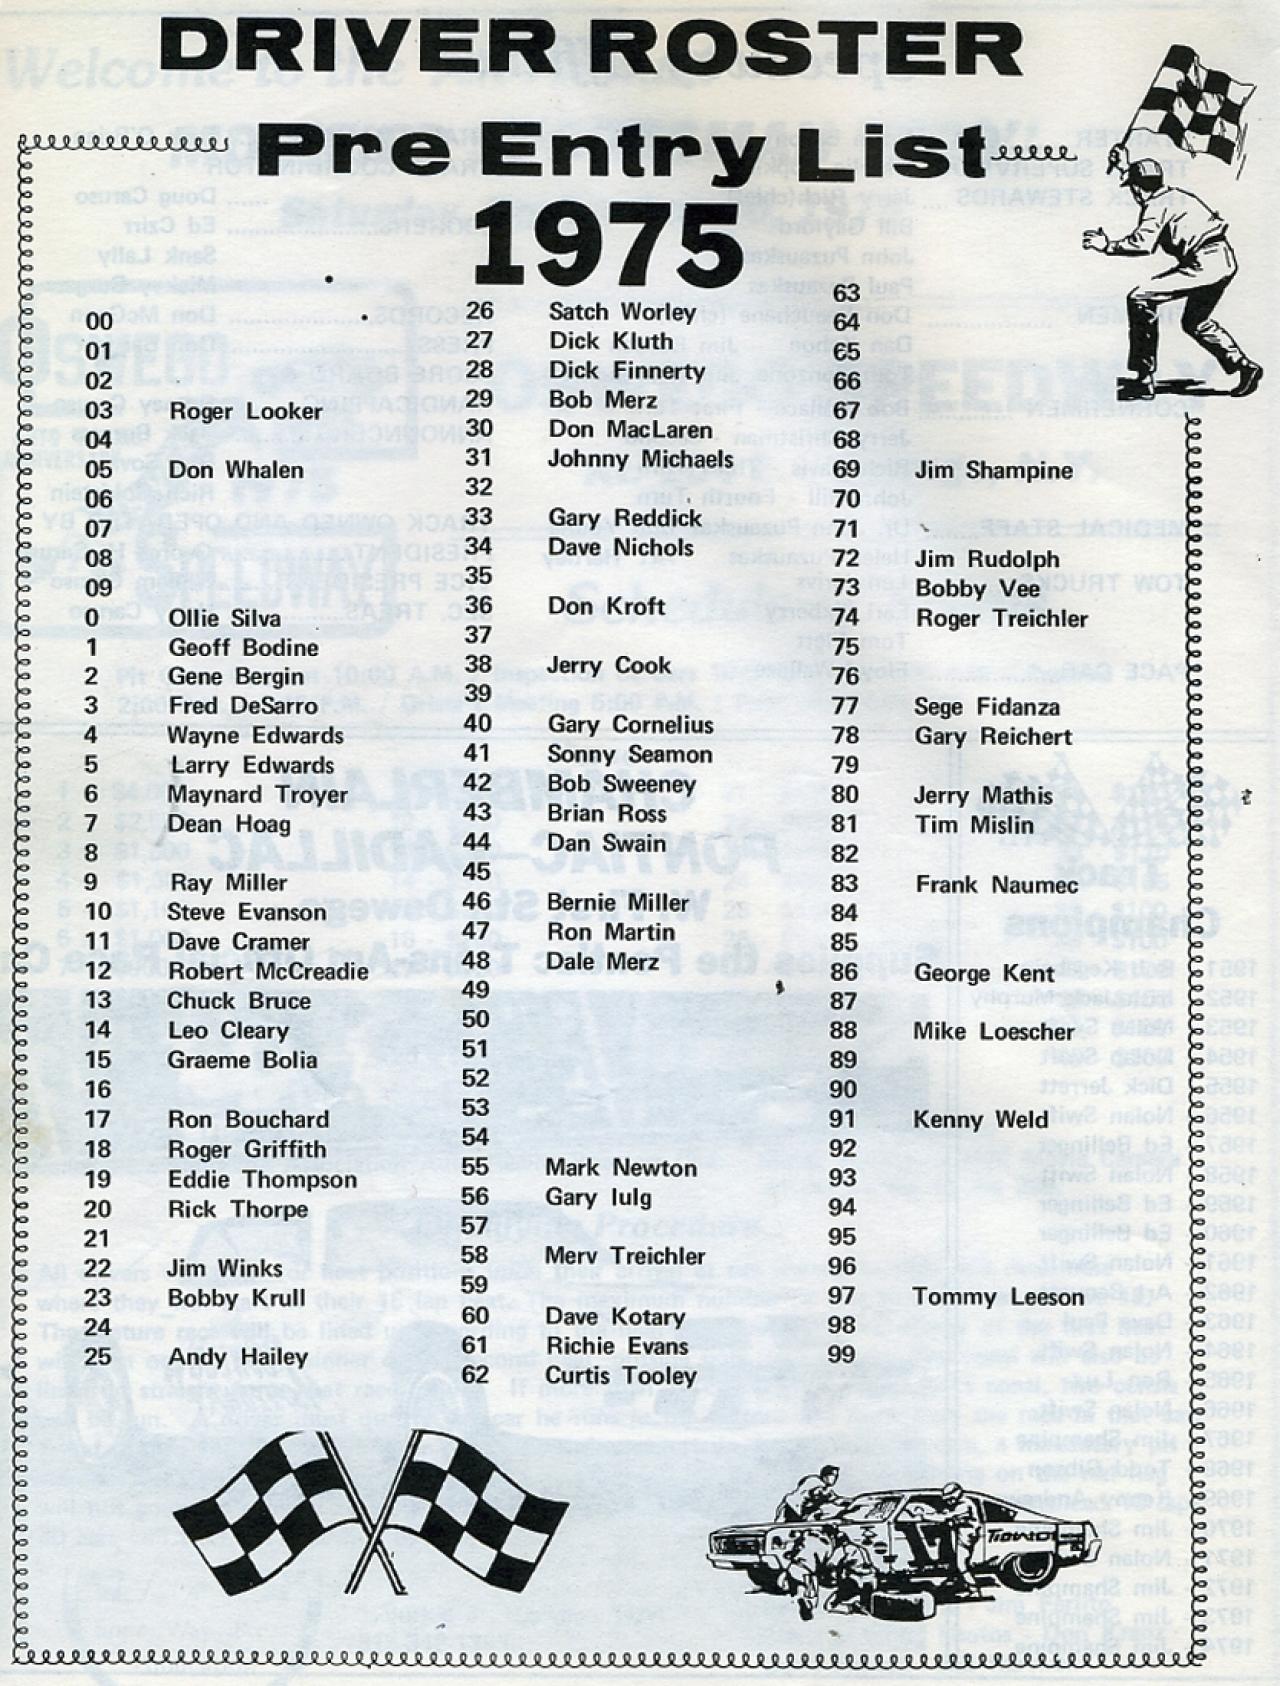 DRIVER ROSTER
Pre Entry List
1975
00
01
02
03 Roger Looker
04
05 Don Whalen
06
07
08
09
0 Ollie Silva
1 Geoff Bodine
2 Gene Bergin
3 Fred DeSarro
4 Wayne Edwards
5 Larry Edwards
6 Maynard Troyer
7 Dean Hoag
8
9 Ray Miller
10 Steve Evanson
11 Dave Cramer
12 Robert McCreadie
13 Chuck Bruce
14 Leo Cleary
15 Graeme Bolia
16
17 Ron Bouchard
18 Roger Griffith
19 Eddie Thompson
20 Rick Thorpe
21
22 Jim Winks
23 Bobby Krull
24
25 Andy Hailey
26 Satch Worley
27 Dick Kluth
28 Dick Finnerty
29 Bob Merz
30 Don MacLaren
31 Johnny Michaels
32
33 Gary Reddick
34 Dave Nichols
35
36 Don Kroft
37
38 Jerry Cook
39
40 Gary Cornelius
41 Sonny Seamon
42 Bob Sweeney
43 Brian Ross
44 Dan Swain
45
46 Bernie Miller
47 Ron Martin
48 Dale Merz
49
50
51
52
53
54
55 Mark Newton
56 Gary Iulg
57
58 Merv Treichler
59
60 Dave Kotary
61 Richie Evans
62 Curtis Tooley
63
64
65
66
67
68
69 Jim Shampine
70
71
72 Jim Rudolph
73 Bobby Vee
74 Roger Treichler
75
76
77 Sege Fidanza
78 Gary Reichert
79
80 Jerry Mathis
81 Tim Mislin
82
83 Frank Naumec
84
85
86 George Kent
87
88 Mike Loescher
89
90
91 Kenny Weld
92
93
94
95
96
97 Tommy Leeson
98
99